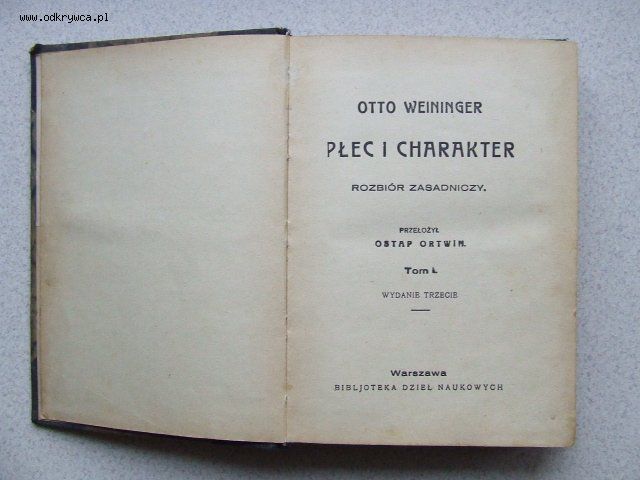 www.odkrywca.pl
OTTO WEININGER
PŁEC I CHARAKTER
ROZBIÓR ZASADNICZY.
PRZEŁOŻYŁ
OSTAP ORTWIN.
Tom I.
WYDANIE TRZECIE
Warszawa
BIBLJOTEKA DZIEŁ NAUKOWYCH